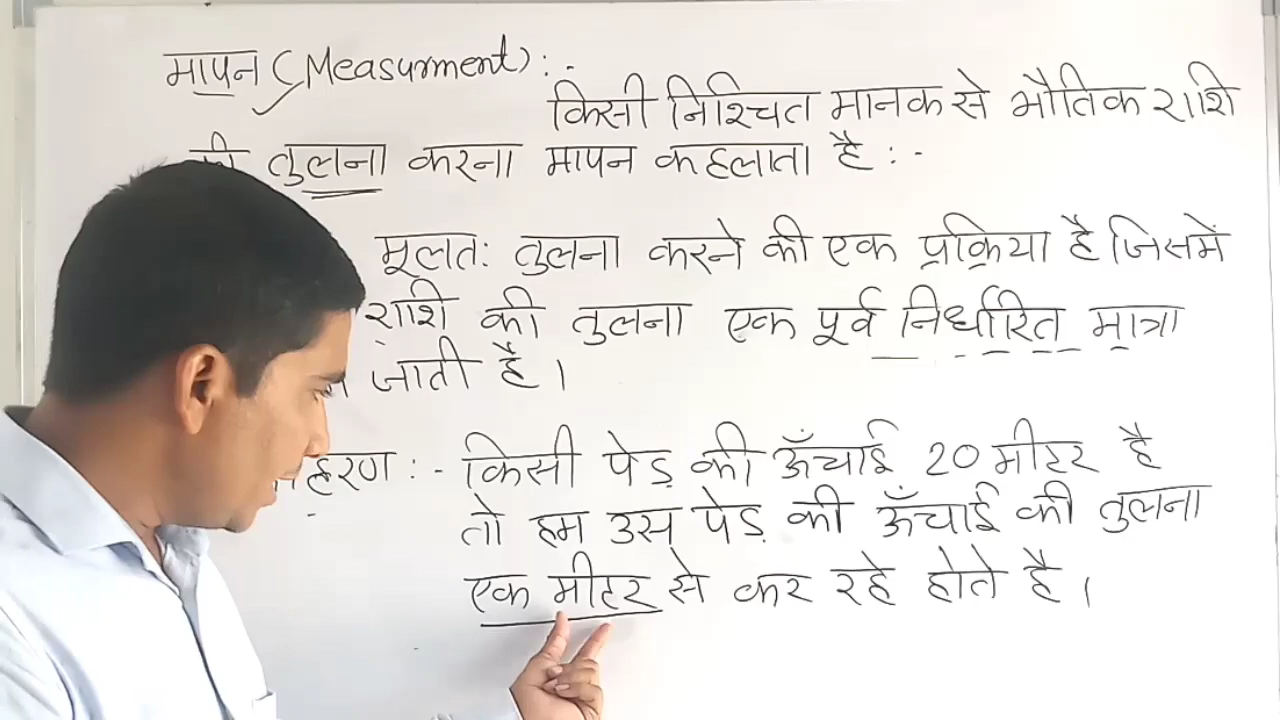 मापन (Measurment) : -
किसी निश्चित मानक से भौतिक राशि
की तुलना करना मापन कहलाता है : -
मूलतः तुलना करने की एक प्रक्रिया है जिसमें
राशि की तुलना एक पूर्व निर्धारित मात्रा
जाती है ।
: - किसी पेड़ की ऊँचाई 20 मीटर है
तो हम उस पेड़ की ऊँचाई की तुलना
एक मीटर से कर रहे होते है ।